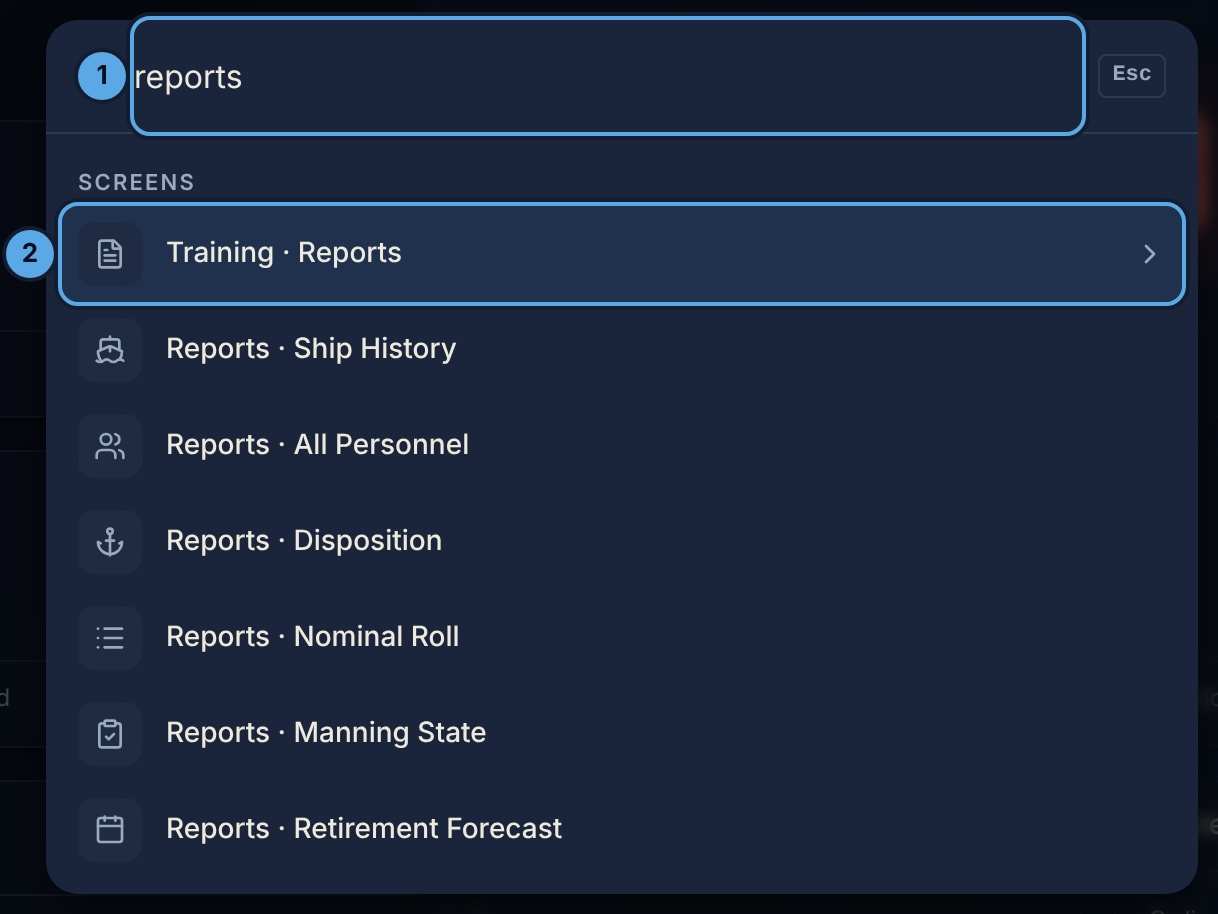 1 reports Esc
SCREENS
2 Training · Reports
Reports · Ship History
Reports · All Personnel
Reports · Disposition
Reports · Nominal Roll
Reports · Manning State
Reports · Retirement Forecast